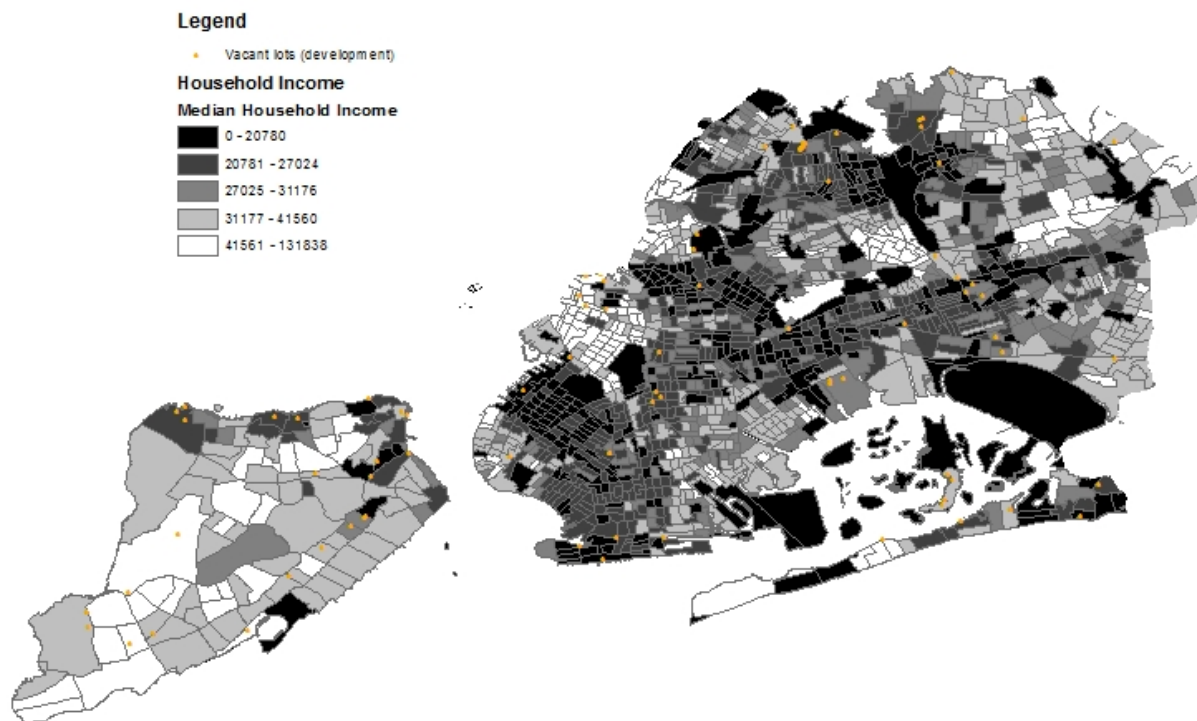 Legend
Vacant lots (development)
Household Income
Median Household Income
0 - 20780
20781 - 27024
27025 - 31176
31177 - 41560
41561 - 131838